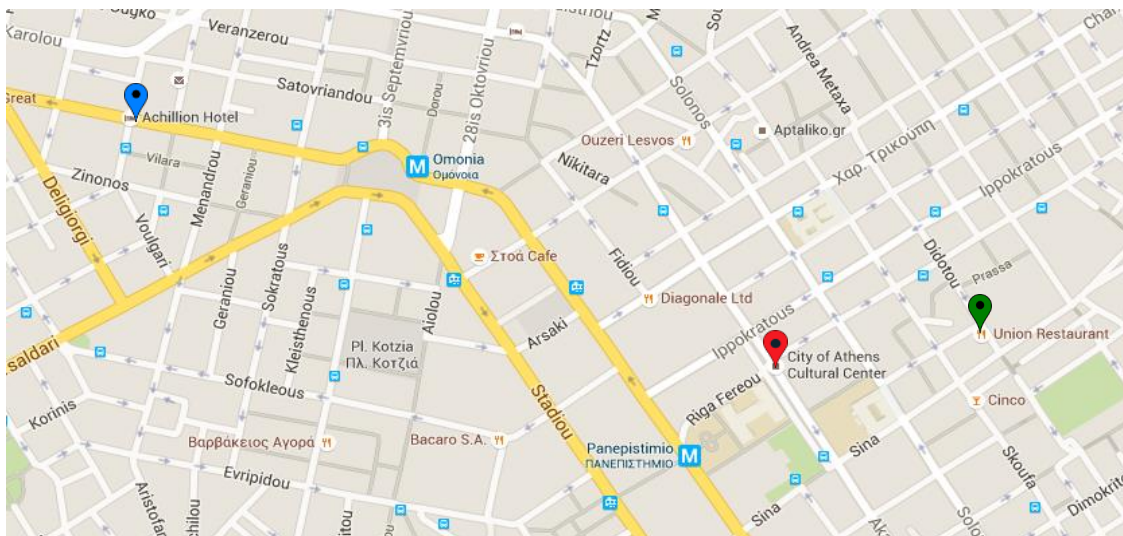 Karolou
Veranzerou
Satovriandou
3is Septemvriou
Dorou
28is Oktovriou
Tzortz
Solonos
Andrea Metaxa
Χαρ. Τρικούπη
Ippokratous
Achillion Hotel
Vilara
Zinonos
Deligiorgi
Voulgari
Menandrou
Geraniou
Geraniou
Sokratous
Kleisthenous
M
Omonia
Ομόνοια
Ouzeri Lesvos
Aptaliko.gr
Nikitara
Στοά Cafe
Fidiou
Diagonale Ltd
Didotou
Prassa
Union Restaurant
Aiolou
Arsaki
Ippokratous
City of Athens
Cultural Center
Pl. Kotzia
Πλ. Κοτζιά
Sofokleous
Stadiou
Riga Fereou
Cinco
Korinis
Βαρβάκειος Αγορά
Bacaro S.A.
Panepistimio
ΠΑΝΕΠΙΣΤΗΜΙΟ
M
Sina
Skoufa
Evripidou
Sina